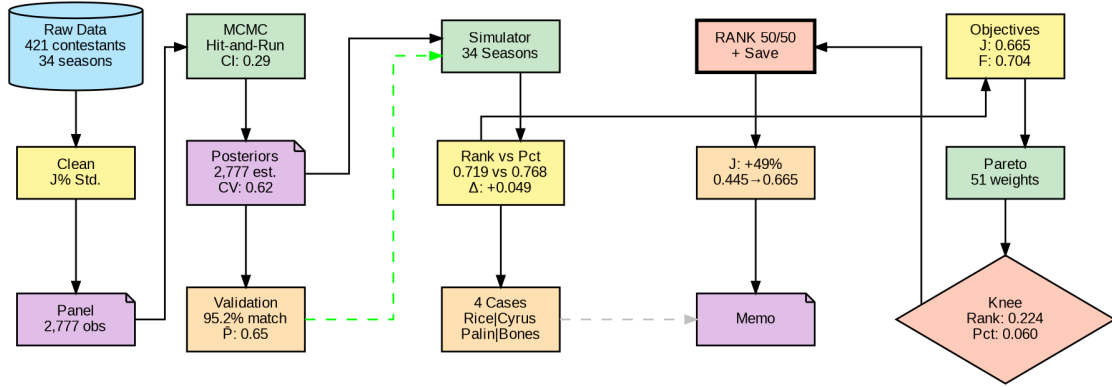 Raw Data
421 contestants
34 seasons
Clean
J% Std.
Panel
2,777 obs
MCMC
Hit-and-Run
CI: 0.29
Posteriors
2,777 est.
CV: 0.62
Validation
95.2% match
P̄: 0.65
Simulator
34 Seasons
Rank vs Pct
0.719 vs 0.768
Δ: +0.049
4 Cases
Rice|Cyrus
Palin|Bones
RANK 50/50
+ Save
J: +49%
0.445→0.665
Memo
Objectives
J: 0.665
F: 0.704
Pareto
51 weights
Knee
Rank: 0.224
Pct: 0.060